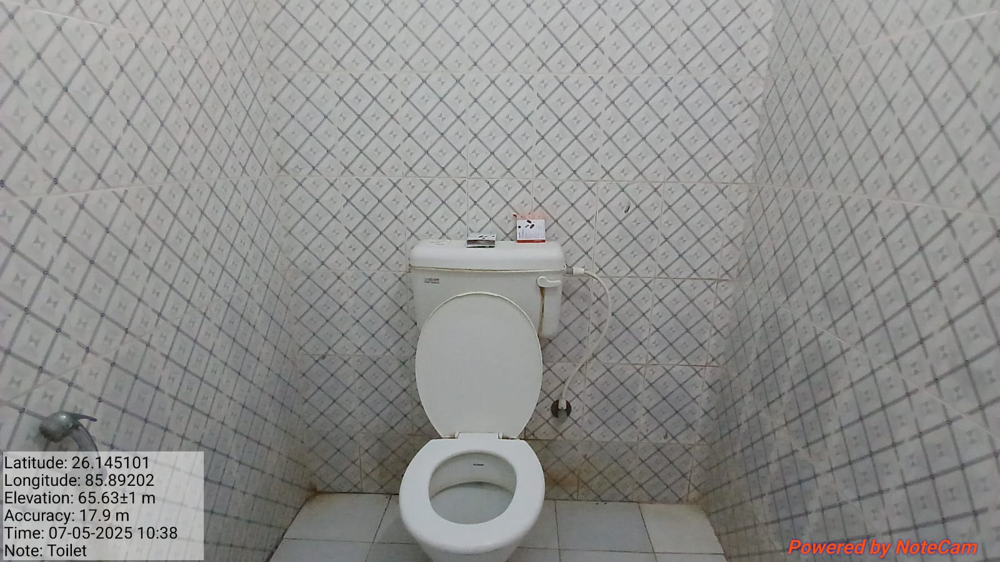 Latitude: 26.145101
Longitude: 85.89202
Elevation: 65.63±1 m
Accuracy: 17.9 m
Time: 07-05-2025 10:38
Note: Toilet
Powered by NoteCam